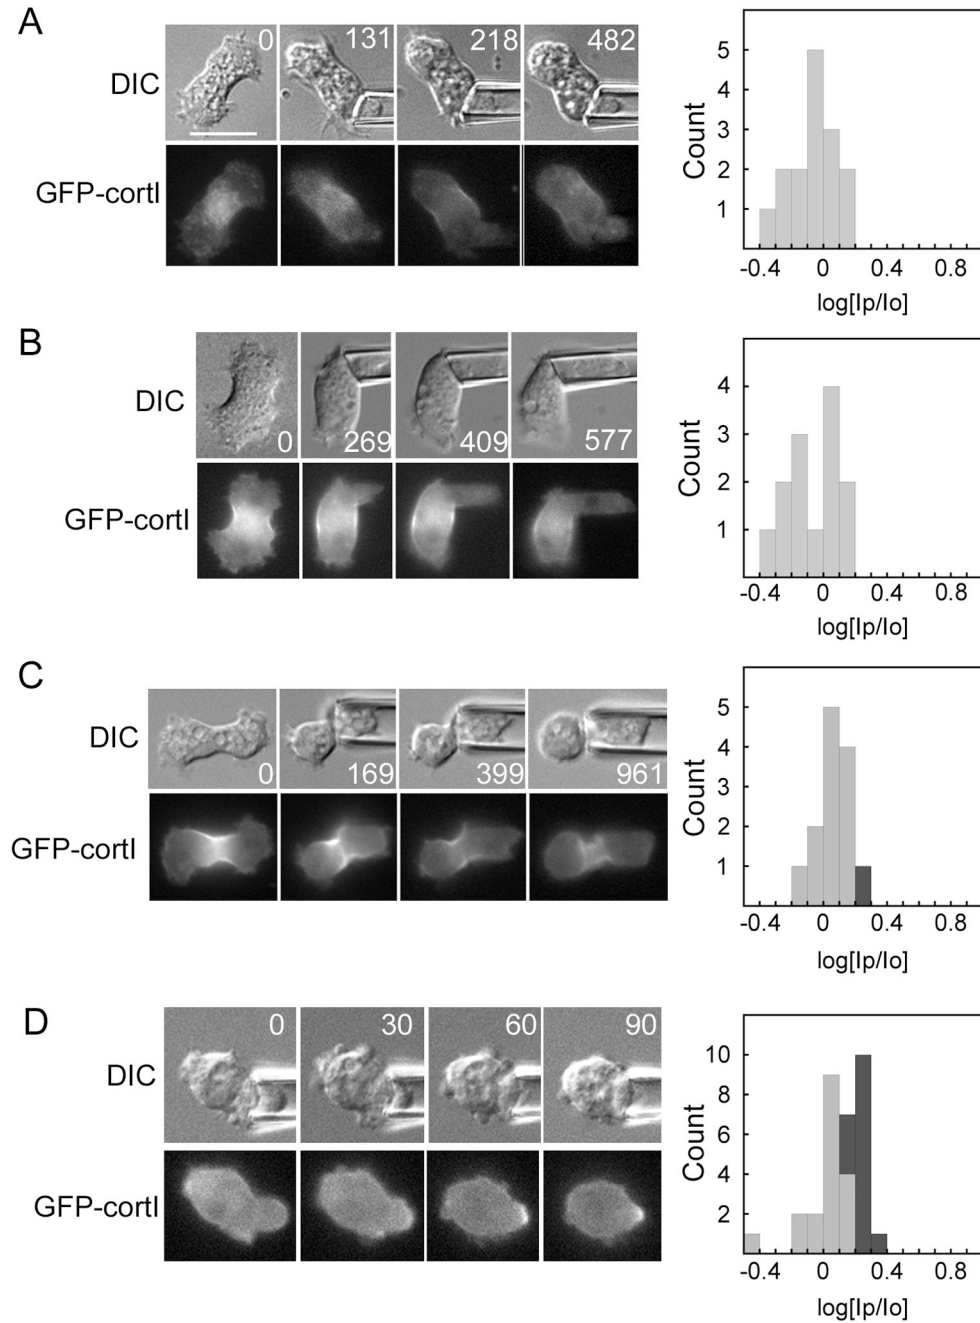 A
DIC
0
131
218
482
GFP-cortI
Count
5
4
3
2
1
-0.4
0
0.4
0.8
log[Ip/Io]
B
DIC
0
269
409
577
GFP-cortI
Count
4
3
2
1
-0.4
0
0.4
0.8
log[Ip/Io]
C
DIC
0
169
399
961
GFP-cortI
Count
5
4
3
2
1
-0.4
0
0.4
0.8
log[Ip/Io]
D
DIC
0
30
60
90
GFP-cortI
Count
10
8
6
4
2
-0.4
0
0.4
0.8
log[Ip/Io]